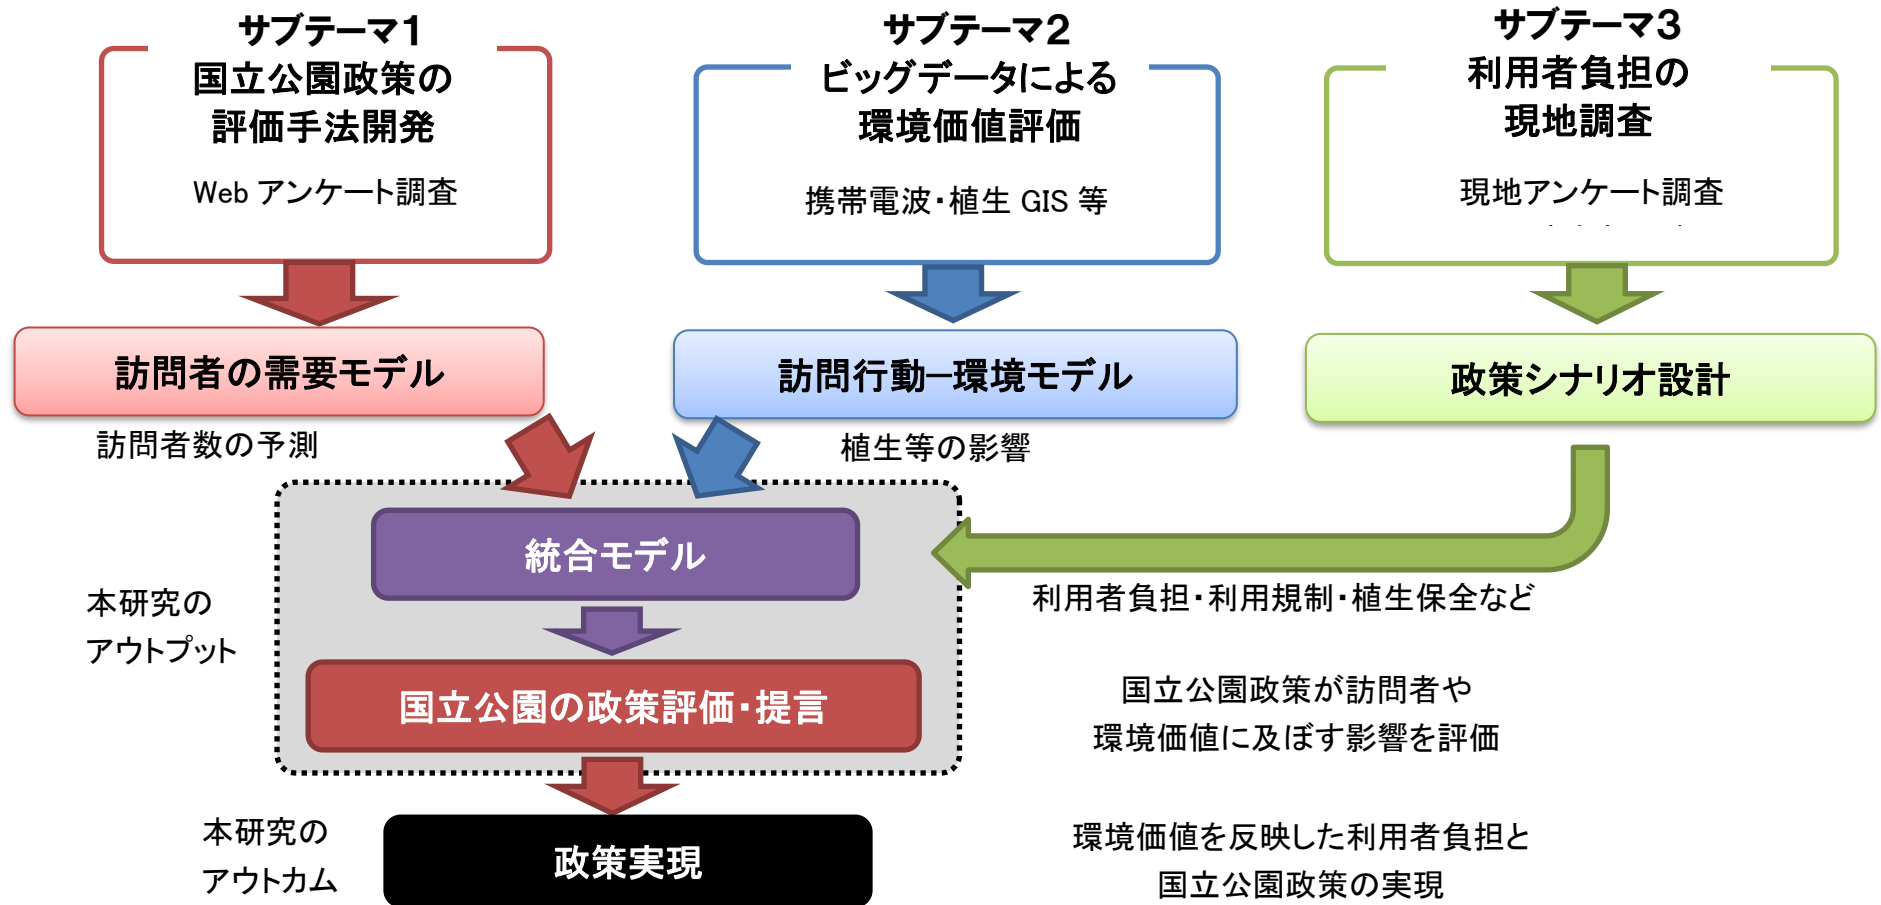 サブテーマ1
国立公園政策の
評価手法開発
Web アンケート調査
サブテーマ2
ビッグデータによる
環境価値評価
携帯電波・植生 GIS 等
サブテーマ3
利用者負担の
現地調査
現地アンケート調査
訪問者の需要モデル
訪問行動ー環境モデル
政策シナリオ設計
訪問者数の予測
植生等の影響
統合モデル
利用者負担・利用規制・植生保全など
本研究の
アウトプット
国立公園の政策評価・提言
国立公園政策が訪問者や
環境価値に及ぼす影響を評価
本研究の
アウトカム
政策実現
環境価値を反映した利用者負担と
国立公園政策の実現